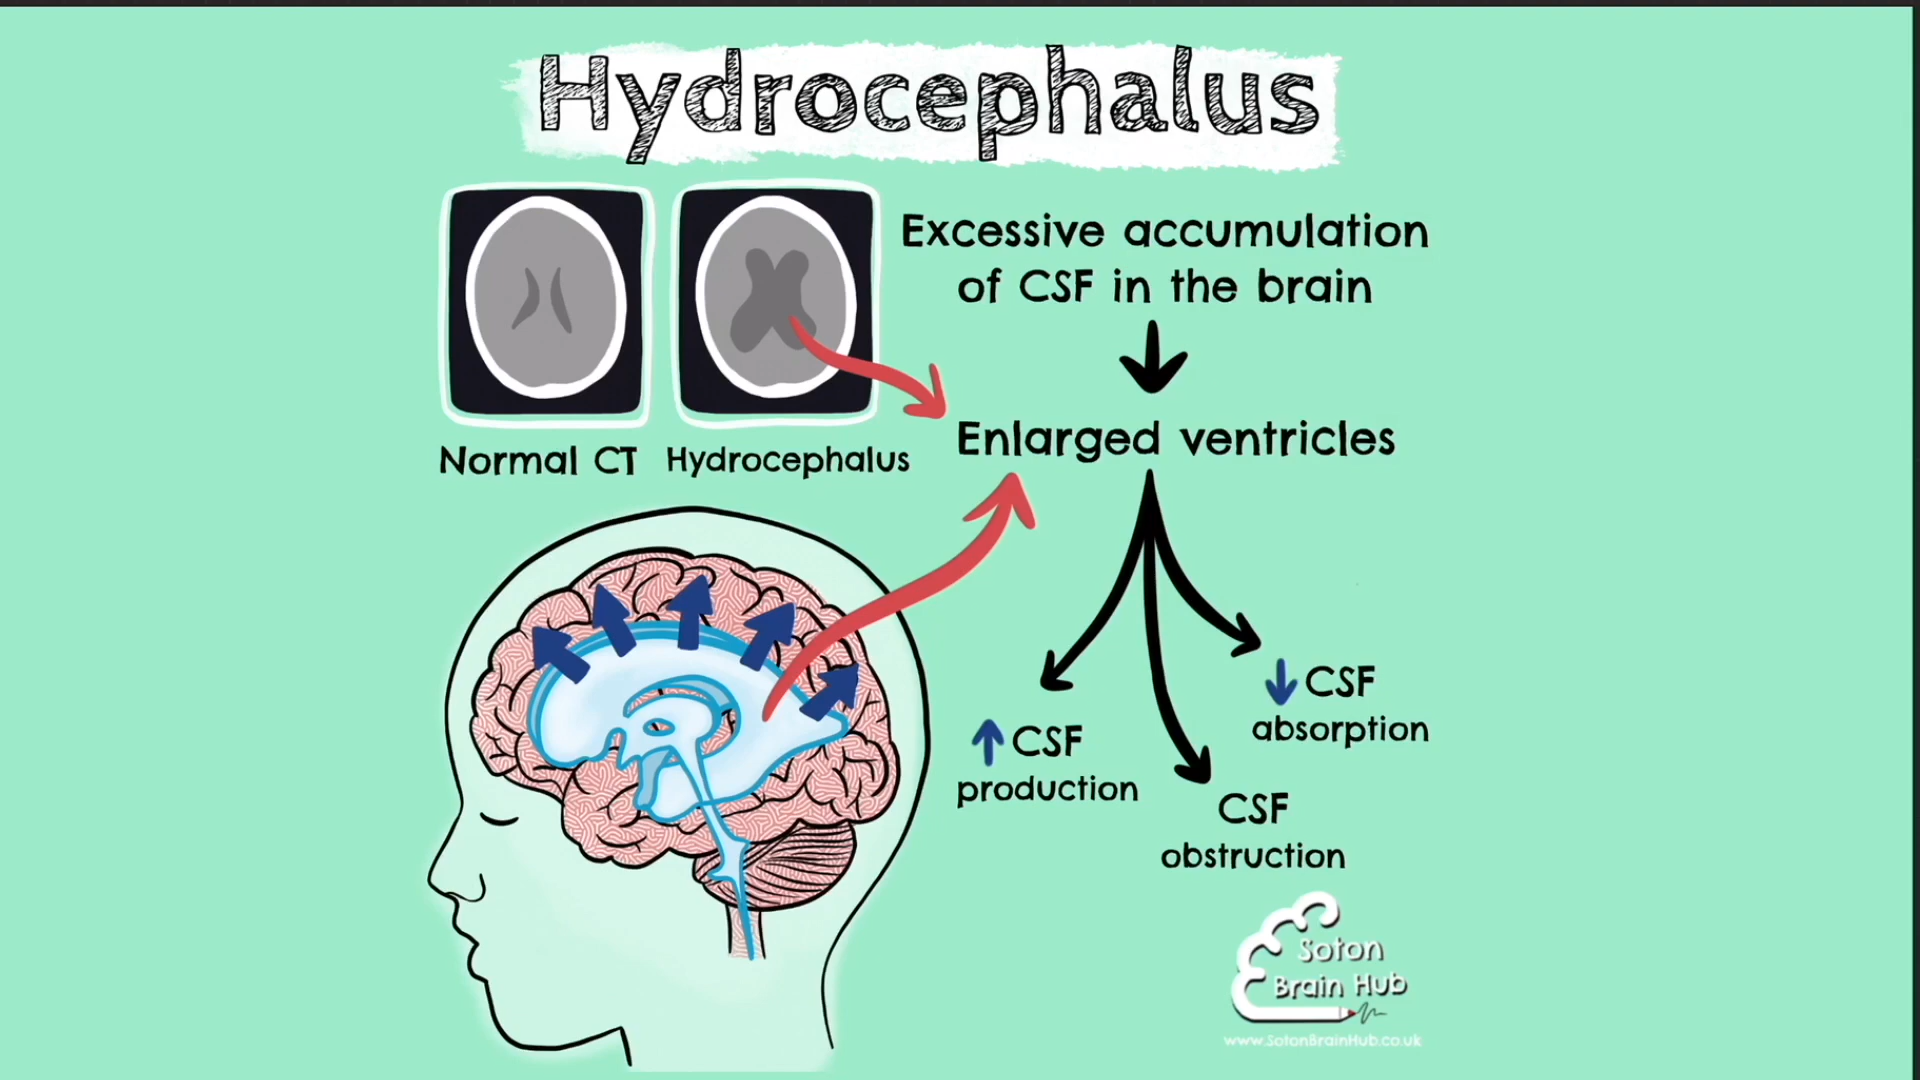 Hydrocephalus
Excessive accumulation
of CSF in the brain
Normal CT
Hydrocephalus
Enlarged ventricles
↑ CSF
production
CSF
obstruction
↓ CSF
absorption
Soton
Brain Hub
www.SotonBrainHub.co.uk